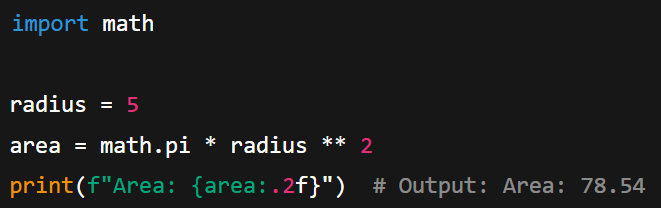 import math
radius = 5
area = math.pi * radius ** 2
print(f"Area: {area:.2f}")  # Output: Area: 78.54